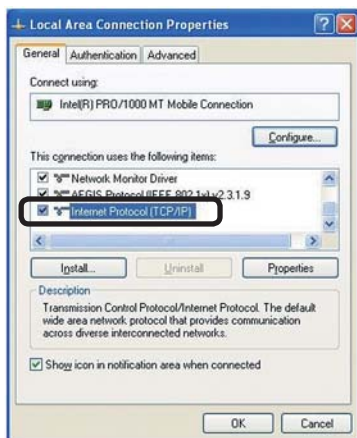 Local Area Connection Properties
General Authentication Advanced
Connect using:
Intel(R) PRO/1000 MT Mobile Connection
Configure...
This connection uses the following items:
Network Monitor Driver
AEGIS Protocol (IEEE 802.1x) v2.3.1.9
Internet Protocol (TCP/IP)
Install... Uninstall Properties
Description
Transmission Control Protocol/Internet Protocol. The default
wide area network protocol that provides communication
across diverse interconnected networks.
Show icon in notification area when connected
OK Cancel